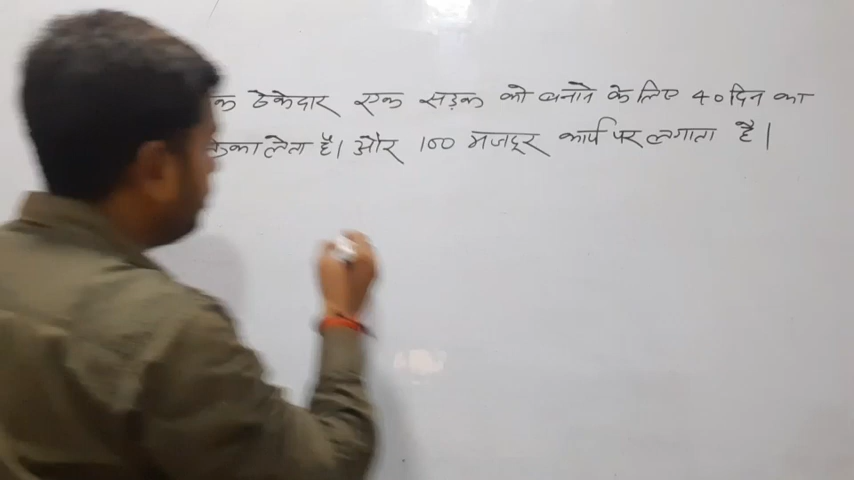 ठेकेदार एक सड़क को बनाने के लिए 40 दिन का
लेता है। और 100 मजदूर कार्य पर लगाता है।